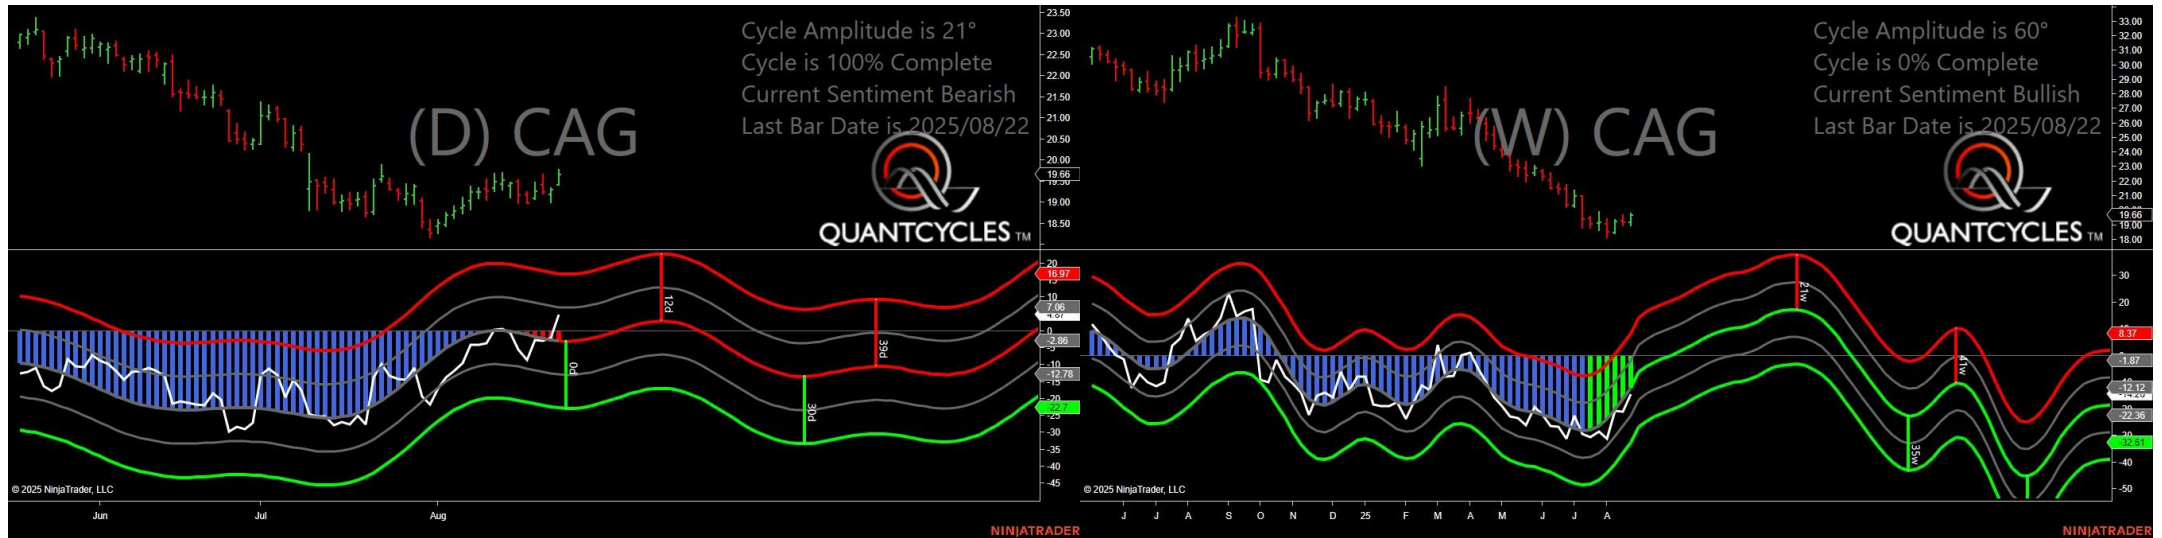 Cycle Amplitude is 21°
Cycle is 100% Complete
Current Sentiment Bearish
Last Bar Date is 2025/08/22
(D) CAG
QUANTCYCLES TM
23.50
23.00
22.50
22.00
21.50
21.00
20.50
20.00
19.66
19.50
19.00
18.50
12d
0d
30d
39d
20
16.97
15
10
7.06
4.87
0
-2.86
-5
-10
-12.78
-15
-20
-22.7
-25
-30
-35
-40
-45
© 2025 NinjaTrader, LLC
Jun Jul Aug
NINJATRADER
Cycle Amplitude is 60°
Cycle is 0% Complete
Current Sentiment Bullish
Last Bar Date is 2025/08/22
(W) CAG
QUANTCYCLES TM
33.00
32.00
31.00
30.00
29.00
28.00
27.00
26.00
25.00
24.00
23.00
22.00
21.00
19.66
18.00
21w
35w
41w
30
20
8.37
0
-1.87
-12.12
-22.36
-32.61
-40
-50
© 2025 NinjaTrader, LLC
J J A S O N D 25 F M A M J J A
NINJATRADER